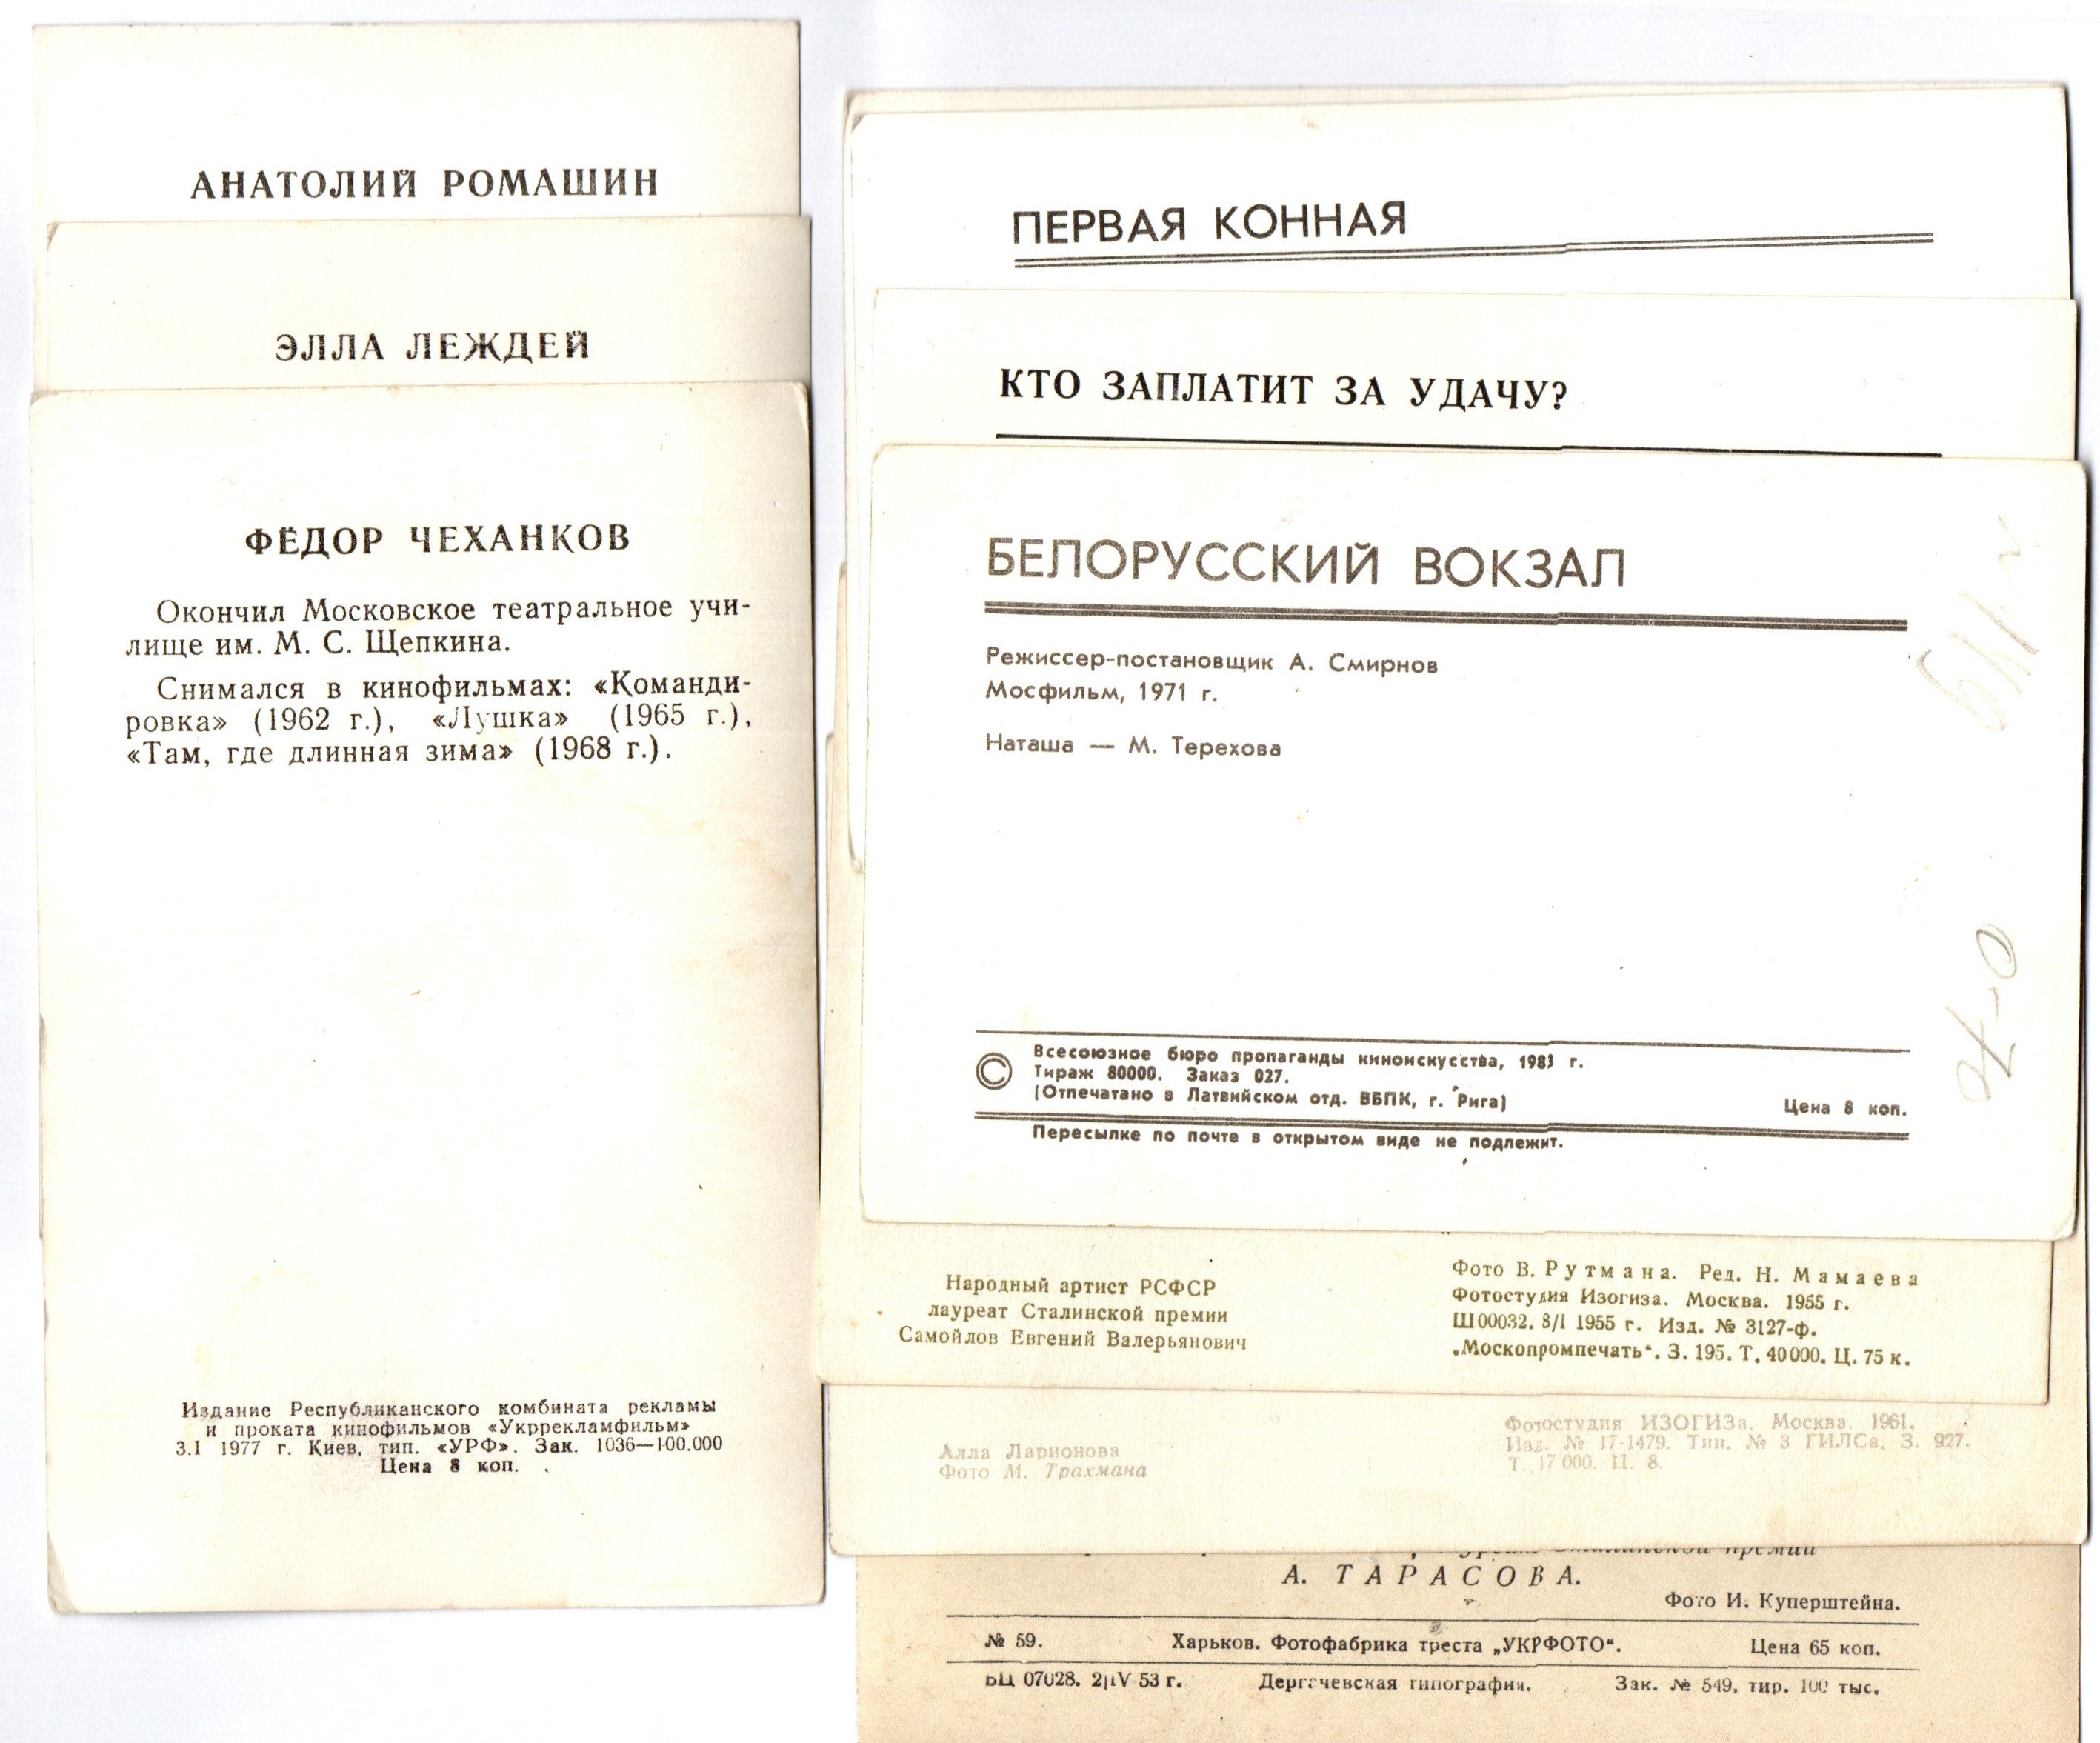 АНАТОЛИЙ РОМАШИН
ЭЛЛА ЛЕЖДЕЙ
ФЁДОР ЧЕХАНКОВ
Окончил Московское театральное учи-
лище им. М. С. Щепкина.
Снимался в кинофильмах: «Команди-
ровка» (1962 г.), «Лушка» (1965 г.),
«Там, где длинная зима» (1968 г.).
Издание Республиканского комбината рекламы
и проката кинофильмов «Укррекламфильм»
3.I 1977 г. Киев, тип. «УРФ». Зак. 1036—100.000
Цена 8 коп.
ПЕРВАЯ КОННАЯ
КТО ЗАПЛАТИТ ЗА УДАЧУ?
БЕЛОРУССКИЙ ВОКЗАЛ
Режиссер-постановщик А. Смирнов
Мосфильм, 1971 г.
Наташа — М. Терехова
© Всесоюзное бюро пропаганды киноискусства, 1983 г.
Тираж 80000. Заказ 027.
(Отпечатано в Латвийском отд. ВБПК, г. Рига)
Цена 8 коп.
Пересылке по почте в открытом виде не подлежит.
Народный артист РСФСР
лауреат Сталинской премии
Самойлов Евгений Валерьянович
Фото В. Рутмана. Ред. Н. Мамаева
Фотостудия Изогиза. Москва. 1955 г.
Ш00032. 8/I 1955 г. Изд. № 3127-ф.
„Москопромпечать“. З. 195. Т. 40000. Ц. 75 к.
Алла Ларионова
Фото М. Трахмана
Фотостудия ИЗОГИЗа. Москва. 1961.
Изд. № 17-1479. Тип. № 3 ГИЛСа. З. 927.
Т. 17000. Ц. 8.
Сталинской премии
А. ТАРАСОВА.
Фото И. Куперштейна.
№ 59. Харьков. Фотофабрика треста „УКРФОТО“. Цена 65 коп.
БЦ 07028. 2|IV 53 г. Дергачевская типография. Зак. № 549, тир. 100 тыс.